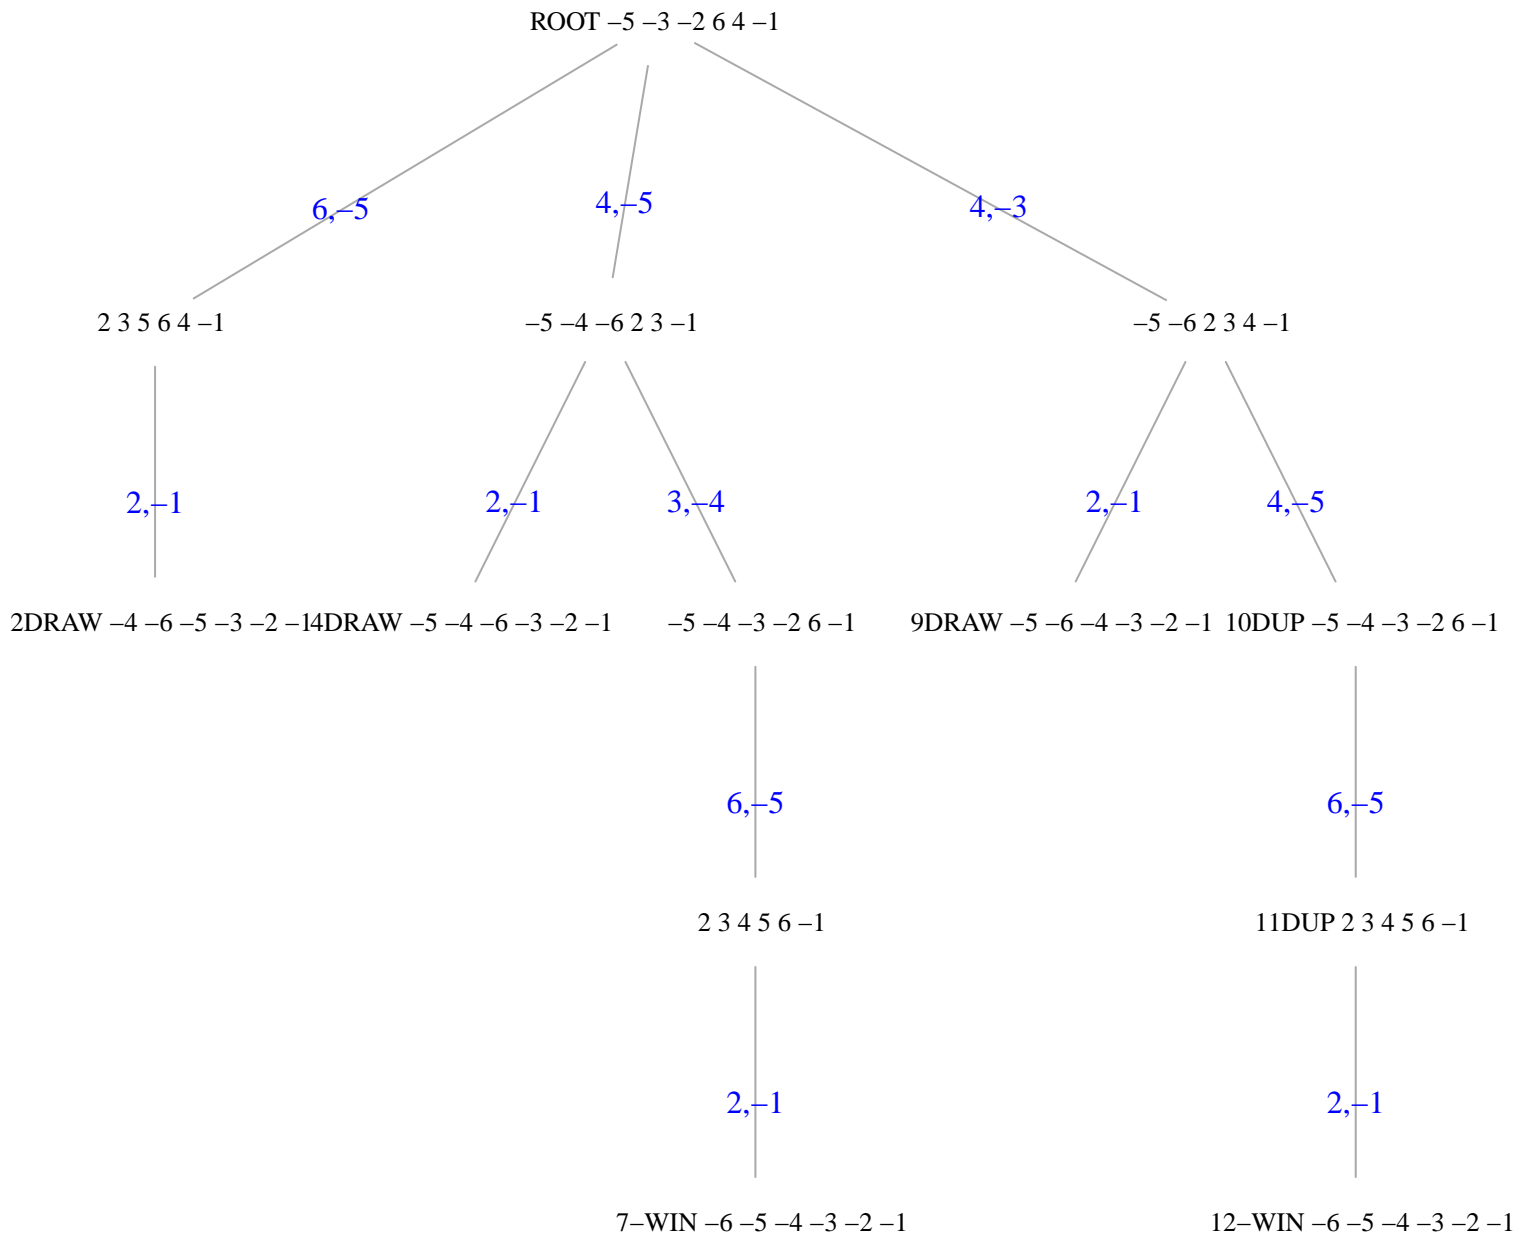 ROOT –5 –3 –2 6 4 –1
6,–5 4,–5 4,–3
2 3 5 6 4 –1 –5 –4 –6 2 3 –1 –5 –6 2 3 4 –1
2,–1 2,–1 3,–4 2,–1 4,–5
2DRAW –4 –6 –5 –3 –2 –1 4DRAW –5 –4 –6 –3 –2 –1 –5 –4 –3 –2 6 –1 9DRAW –5 –6 –4 –3 –2 –1 10DUP –5 –4 –3 –2 6 –1
6,–5 6,–5
2 3 4 5 6 –1 11DUP 2 3 4 5 6 –1
2,–1 2,–1
7–WIN –6 –5 –4 –3 –2 –1 12–WIN –6 –5 –4 –3 –2 –1